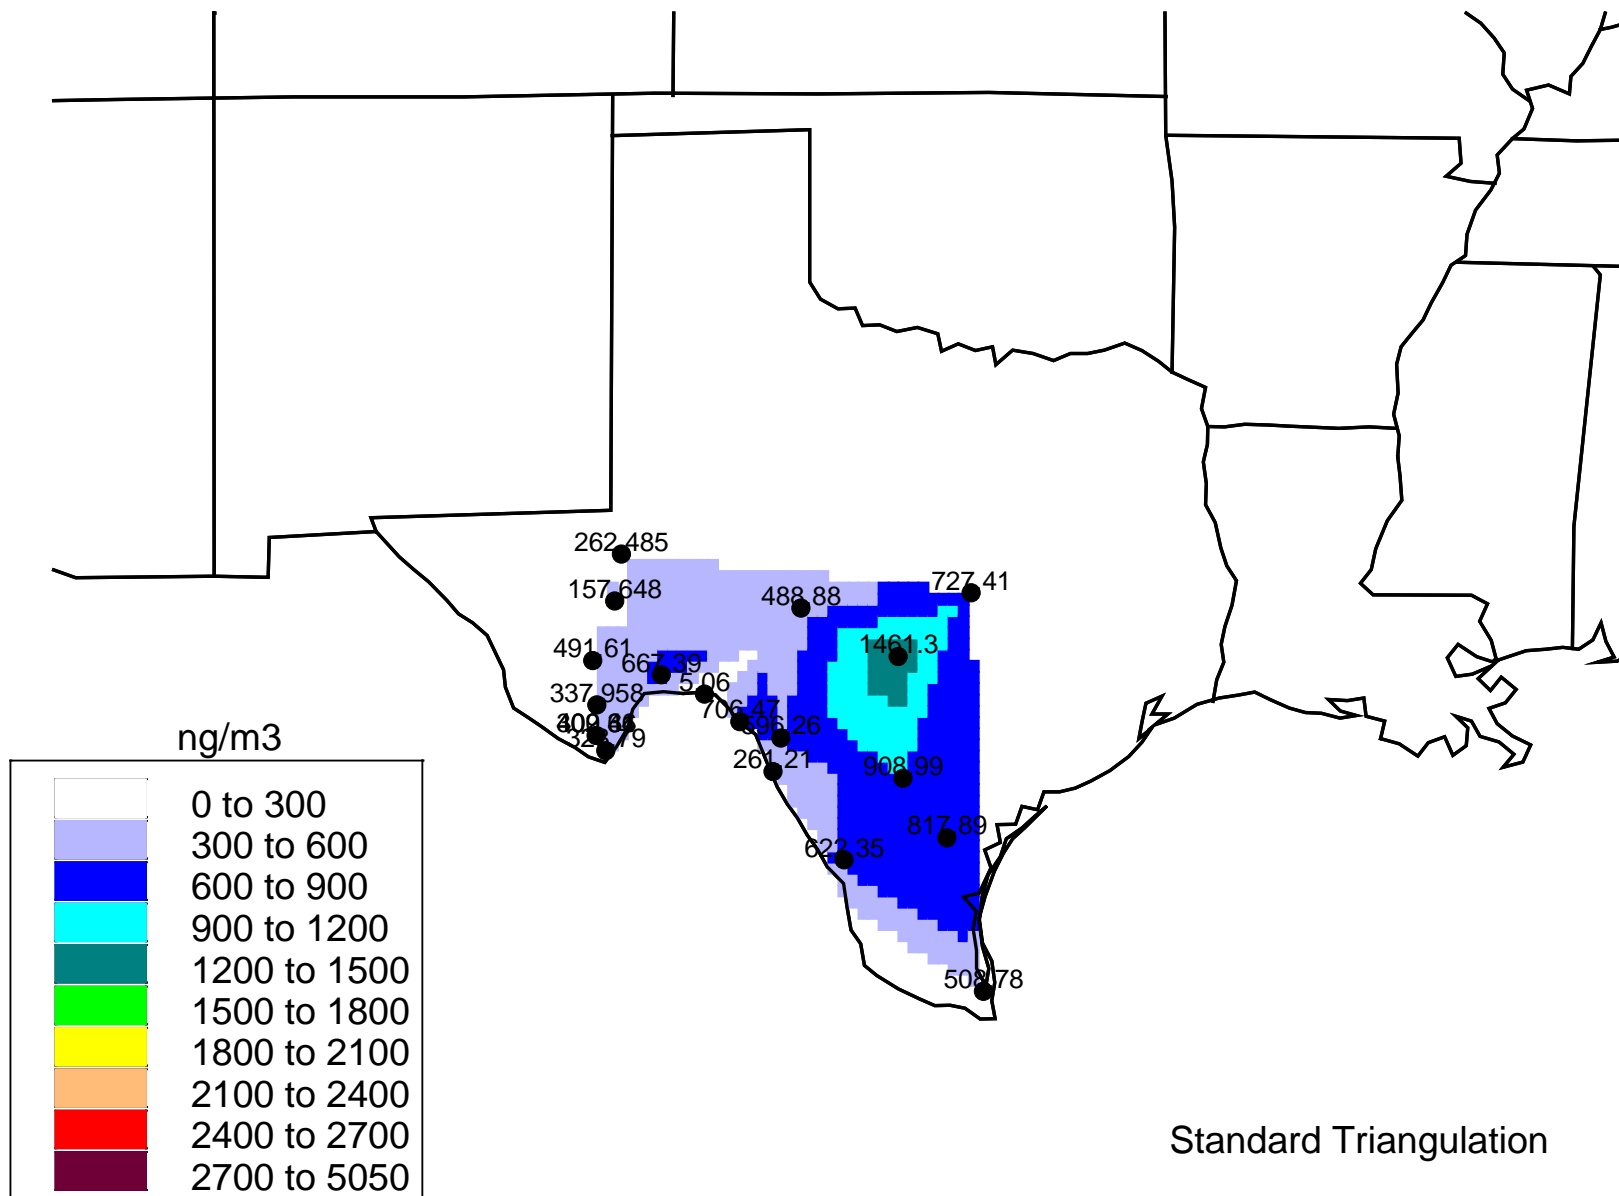 262.485
157.648
488.88
727.41
491.61
667.39
1461.3
5.06
337.958
706.47
596.26
261.21
908.99
817.89
622.35
508.78
ng/m3
0 to 300
300 to 600
600 to 900
900 to 1200
1200 to 1500
1500 to 1800
1800 to 2100
2100 to 2400
2400 to 2700
2700 to 5050
Standard Triangulation